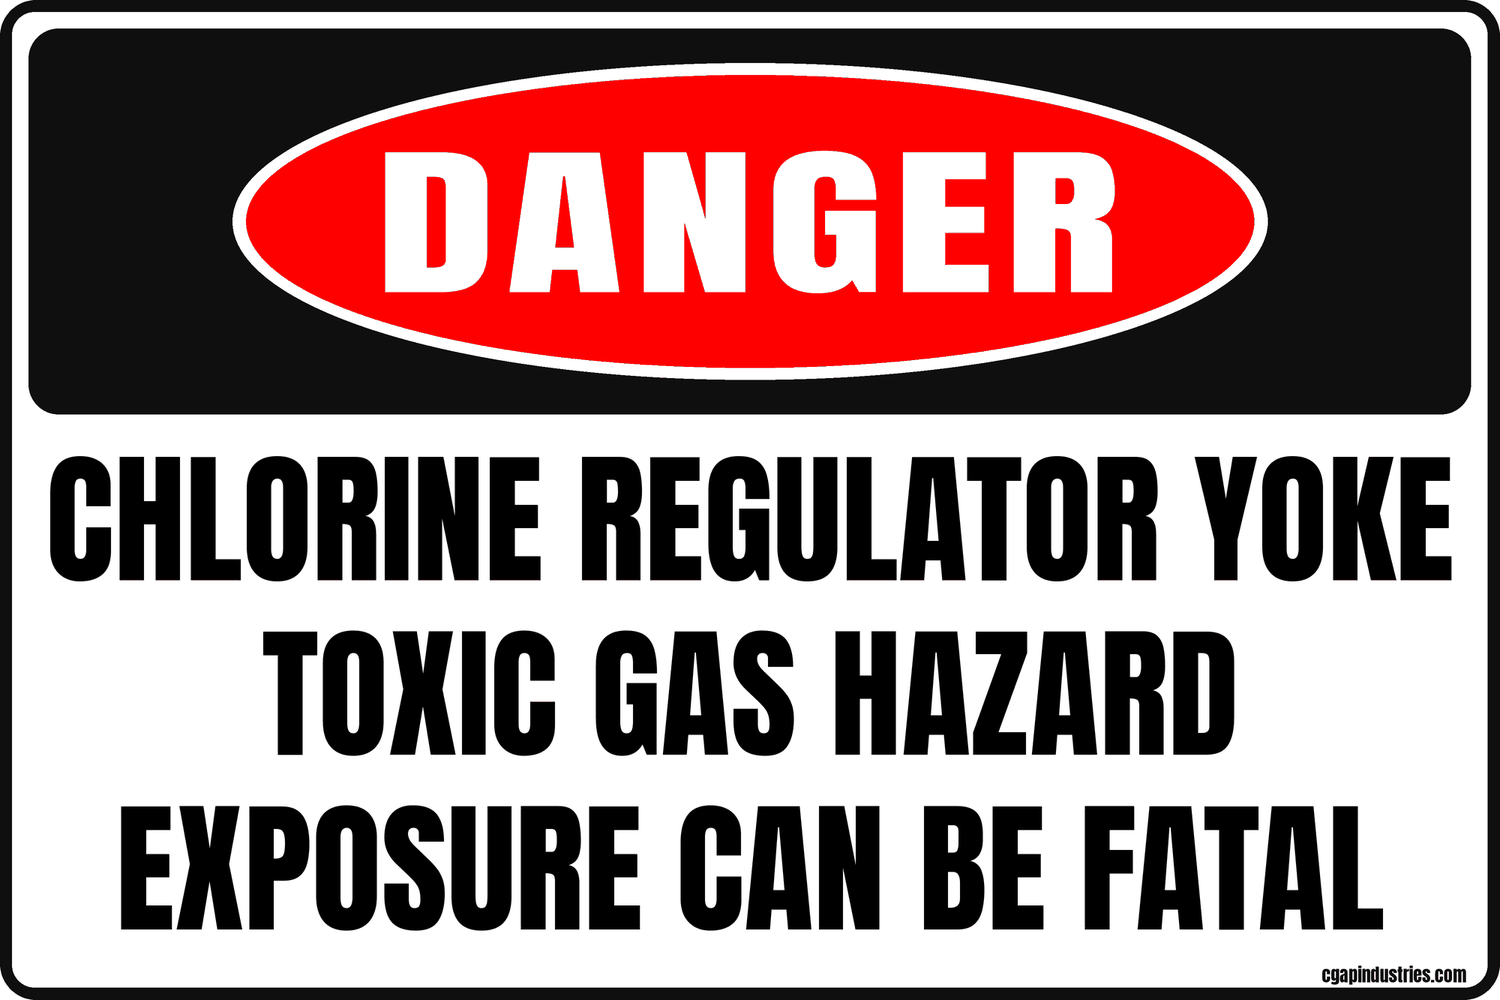 DANGER
CHLORINE REGULATOR YOKE
TOXIC GAS HAZARD
EXPOSURE CAN BE FATAL
cgapindustries.com